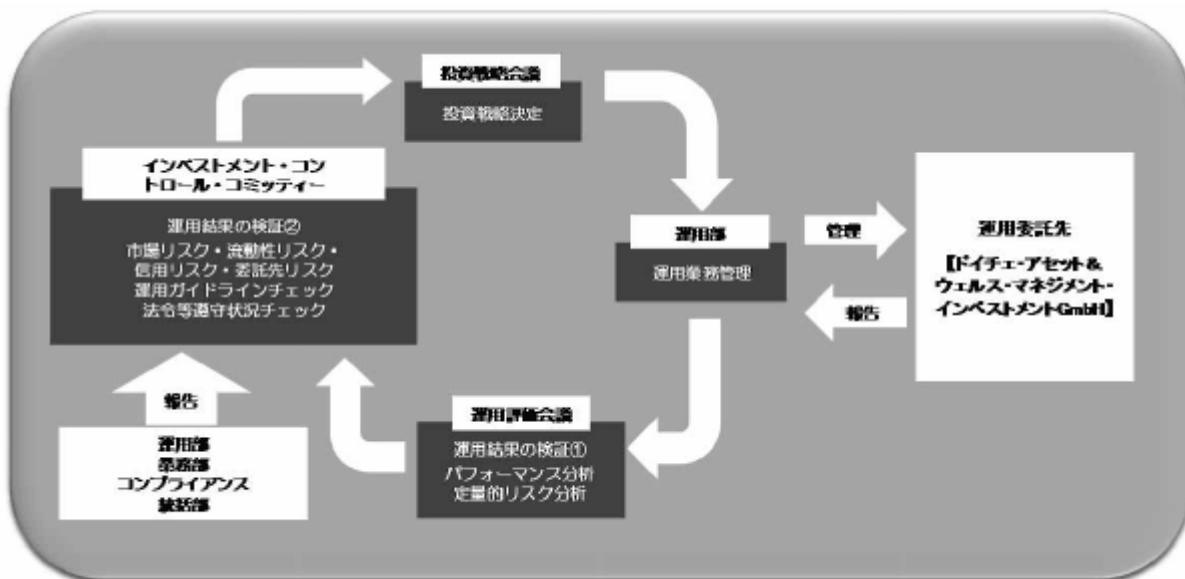 投資戦略会議
投資戦略決定
インベストメント・コン
トロール・コミッティー
運用結果の検証②
市場リスク・流動性リスク・
信用リスク・委託先リスク
運用ガイドラインチェック
法令等遵守状況チェック
運用部
運用業務管理
管理
報告
運用委託先
【ドイチェ・アセット&
ウェルス・マネジメント・
インベストメントGmbH】
運用評価会議
運用結果の検証①
パフォーマンス分析
定量的リスク分析
報告
運用部
業務部
コンプライアンス
統括部